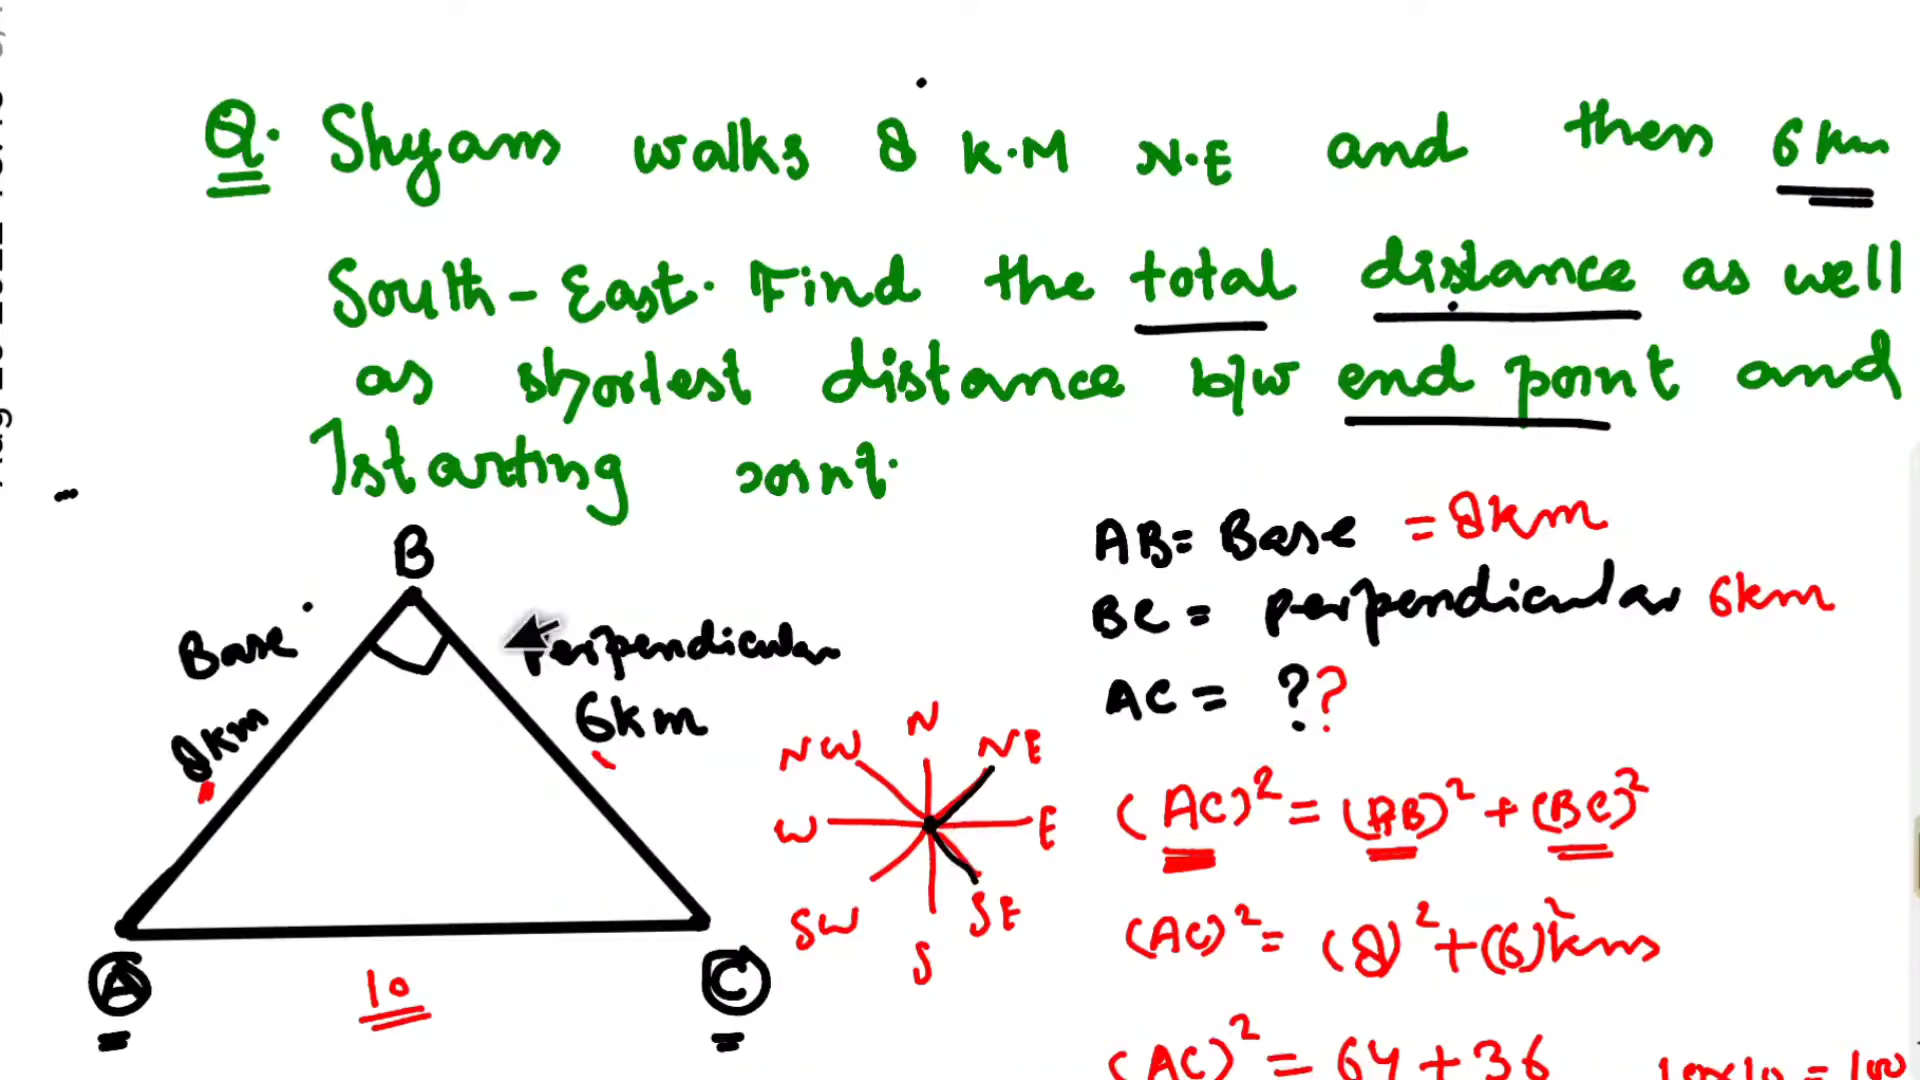 Q. Shyam walks 8 K.M N.E and then 6 km
South-East. Find the total distance as well
as shortest distance b/w end point and
starting point.
AB = Base = 8km
BC = perpendicular 6km
AC = ??
(AC)² = (AB)² + (BC)²
(AC)² = (8)² + (6)² kms
(AC)² = 64 + 36
B
Base
8km
Perpendicular
6km
A
C
10
N
NE
E
SE
S
SW
W
NW